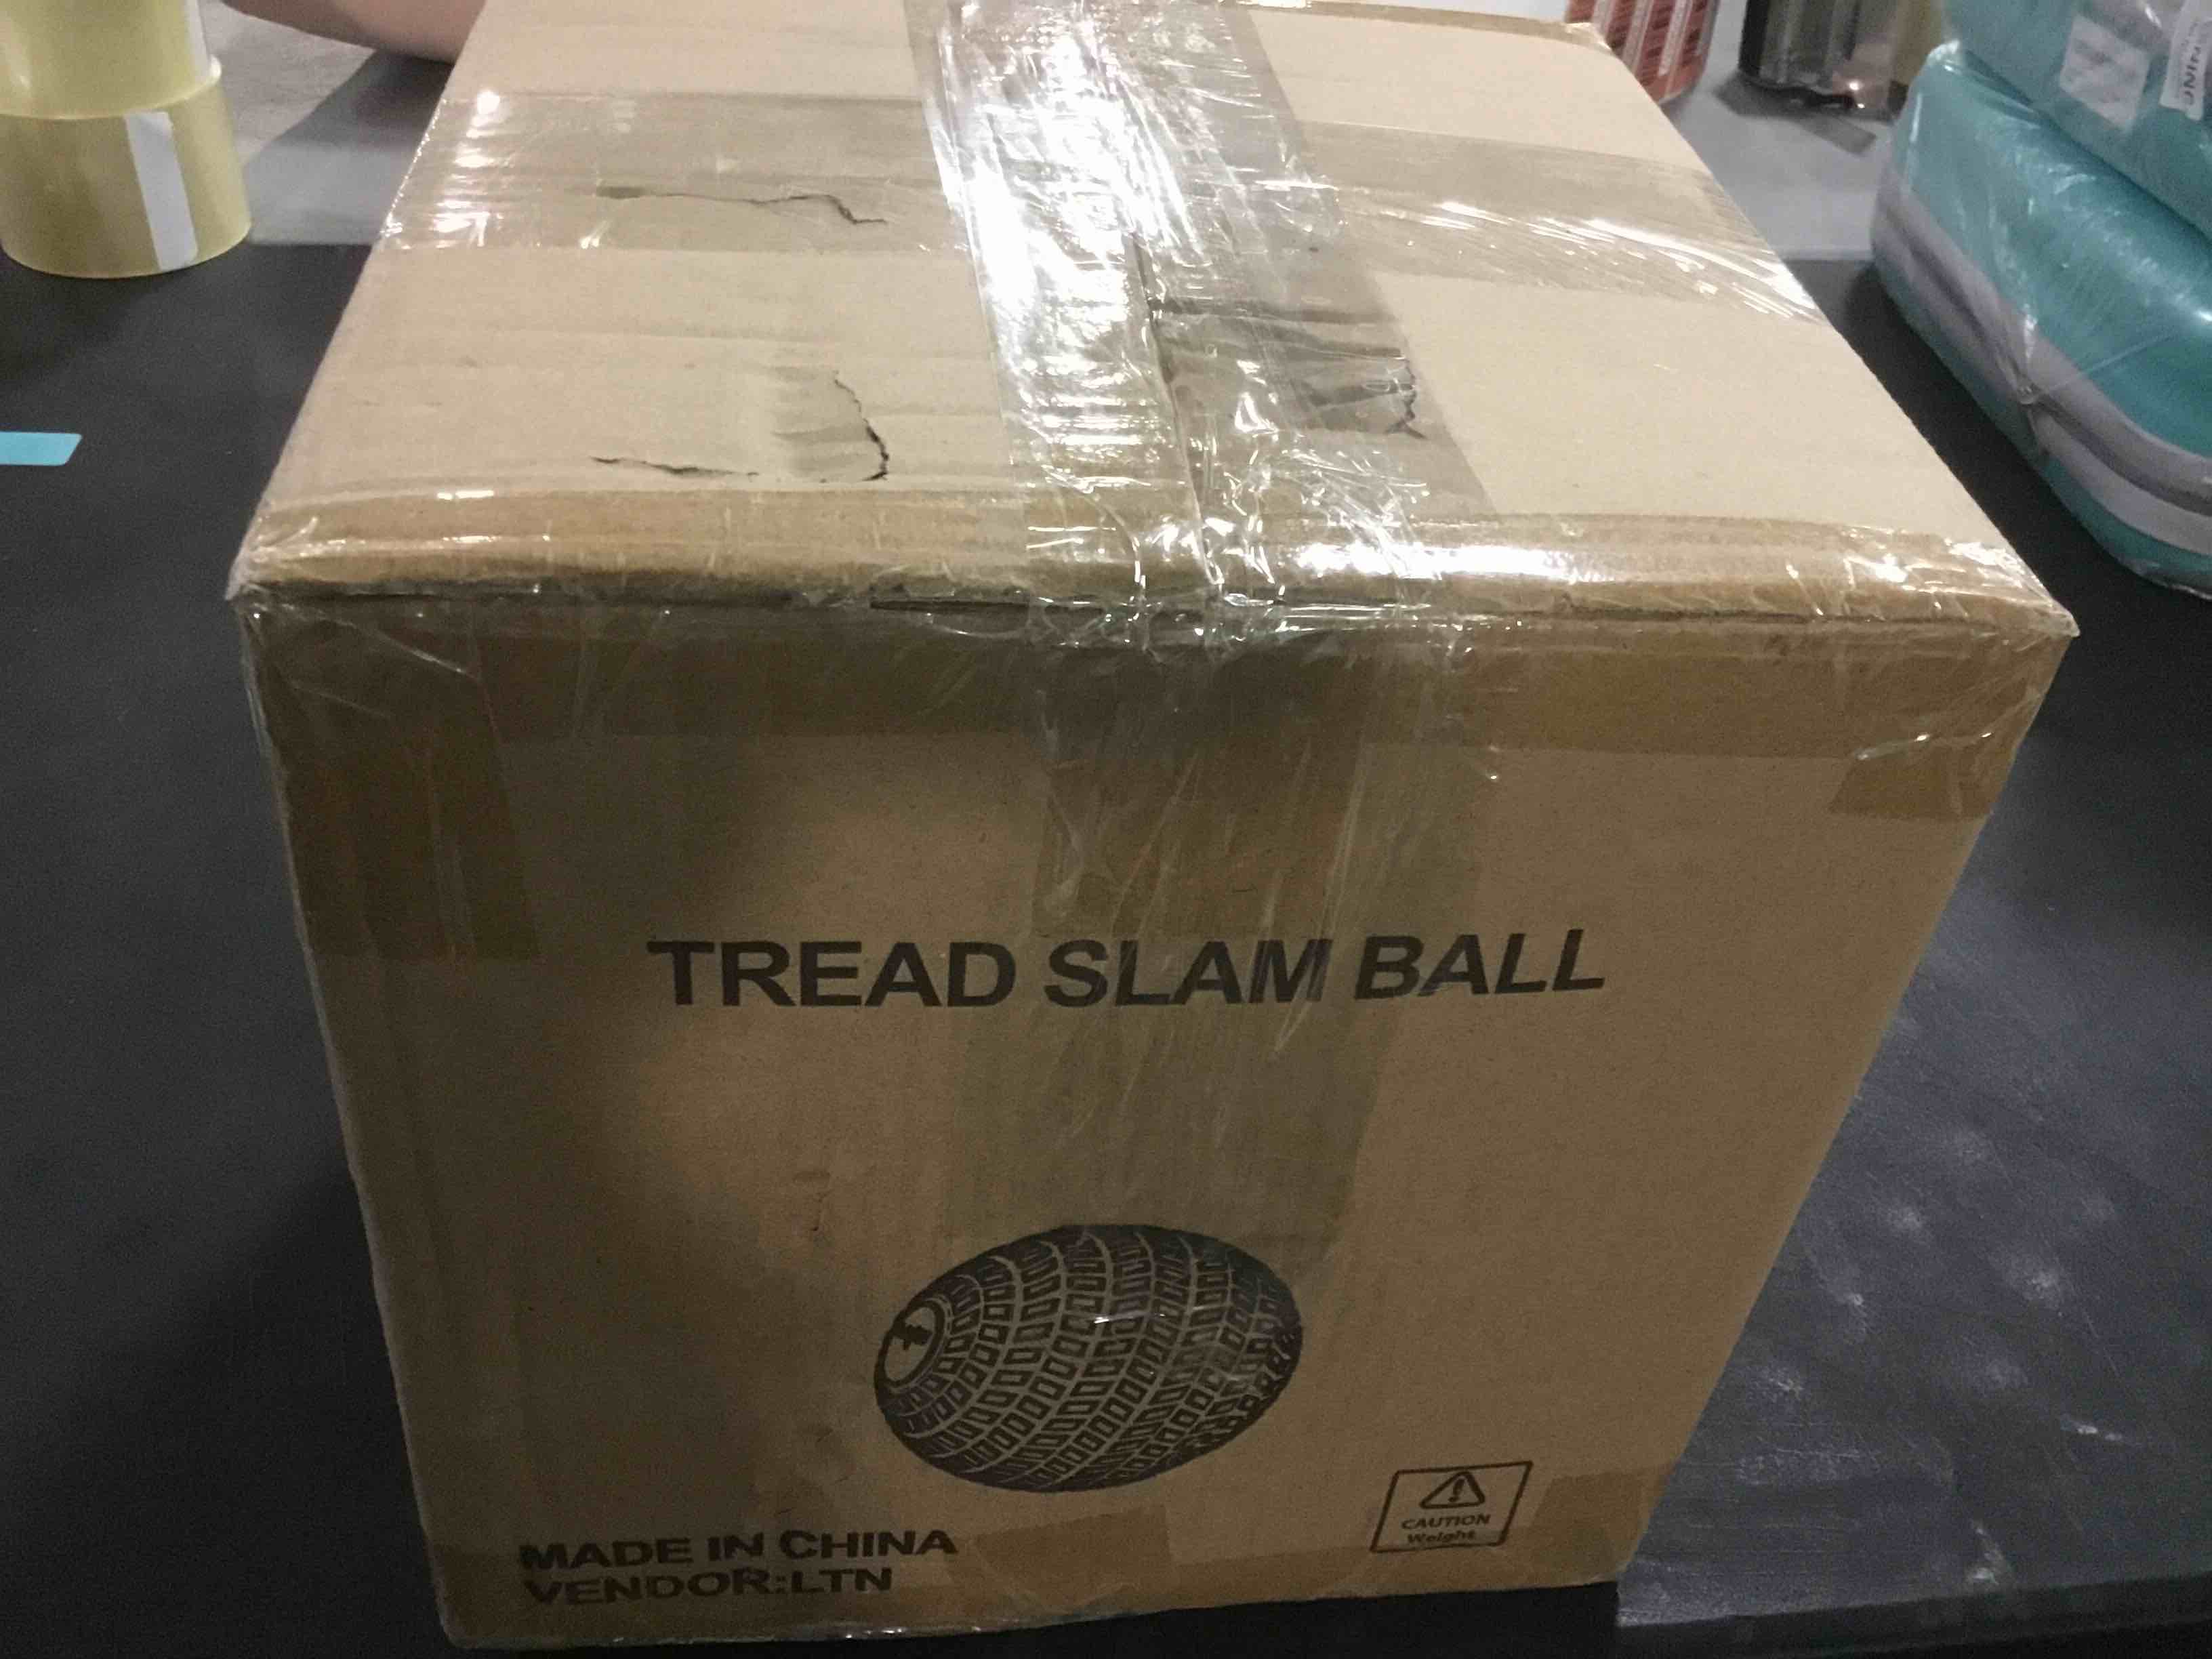 TREAD SLAM BALL
CAUTION
Weight
MADE IN CHINA
VENDOR:LTN